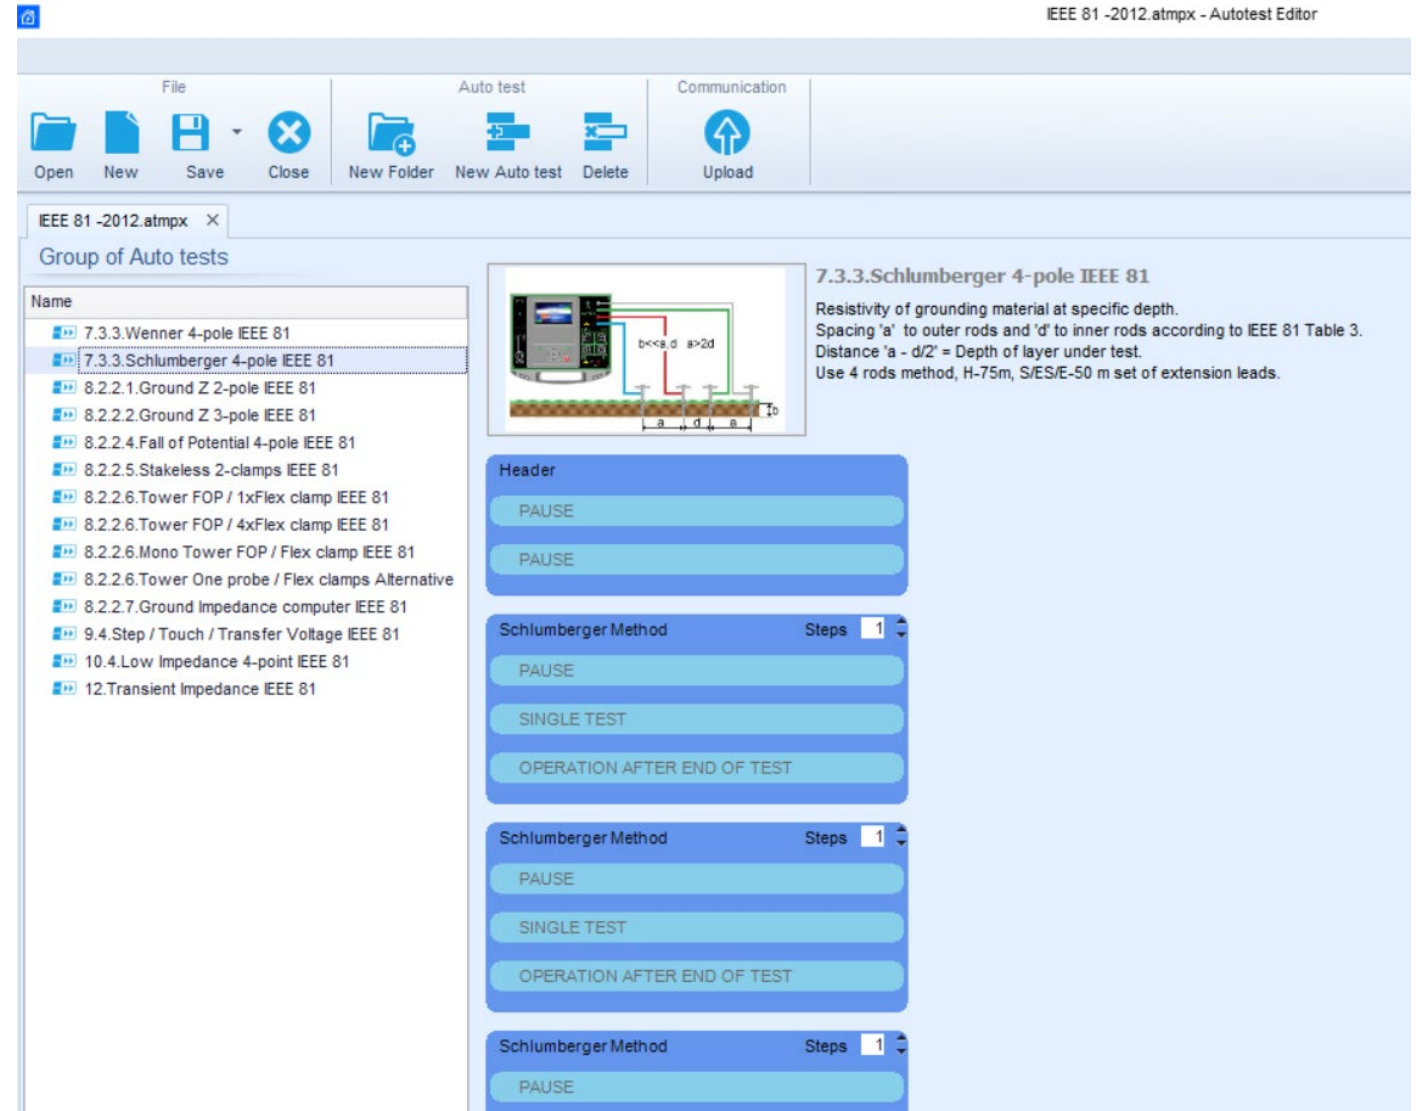 IEEE 81 -2012.atmpx - Autotest Editor
File
Auto test
Communication
Open
New
Save
Close
New Folder
New Auto test
Delete
Upload
IEEE 81 -2012.atmpx
Group of Auto tests
Name
7.3.3.Wenner 4-pole IEEE 81
7.3.3.Schlumberger 4-pole IEEE 81
8.2.2.1.Ground Z 2-pole IEEE 81
8.2.2.2.Ground Z 3-pole IEEE 81
8.2.2.4.Fall of Potential 4-pole IEEE 81
8.2.2.5.Stakeless 2-clamps IEEE 81
8.2.2.6.Tower FOP / 1xFlex clamp IEEE 81
8.2.2.6.Tower FOP / 4xFlex clamp IEEE 81
8.2.2.6.Mono Tower FOP / Flex clamp IEEE 81
8.2.2.6.Tower One probe / Flex clamps Alternative
8.2.2.7.Ground Impedance computer IEEE 81
9.4.Step / Touch / Transfer Voltage IEEE 81
10.4.Low Impedance 4-point IEEE 81
12.Transient Impedance IEEE 81
b<<a,d a>2d
b
a d a
7.3.3.Schlumberger 4-pole IEEE 81
Resistivity of grounding material at specific depth.
Spacing 'a' to outer rods and 'd' to inner rods according to IEEE 81 Table 3.
Distance 'a - d/2' = Depth of layer under test.
Use 4 rods method, H-75m, S/ES/E-50 m set of extension leads.
Header
PAUSE
PAUSE
Schlumberger Method Steps 1
PAUSE
SINGLE TEST
OPERATION AFTER END OF TEST
Schlumberger Method Steps 1
PAUSE
SINGLE TEST
OPERATION AFTER END OF TEST
Schlumberger Method Steps 1
PAUSE